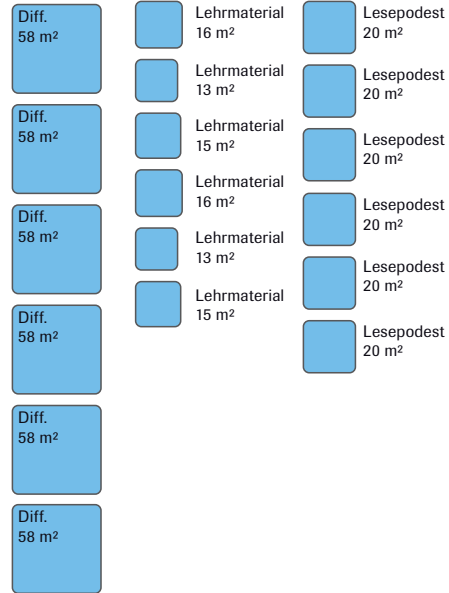 Diff.
58 m²
Diff.
58 m²
Diff.
58 m²
Diff.
58 m²
Diff.
58 m²
Diff.
58 m²
Lehrmaterial
16 m²
Lehrmaterial
13 m²
Lehrmaterial
15 m²
Lehrmaterial
16 m²
Lehrmaterial
13 m²
Lehrmaterial
15 m²
Lesepodest
20 m²
Lesepodest
20 m²
Lesepodest
20 m²
Lesepodest
20 m²
Lesepodest
20 m²
Lesepodest
20 m²